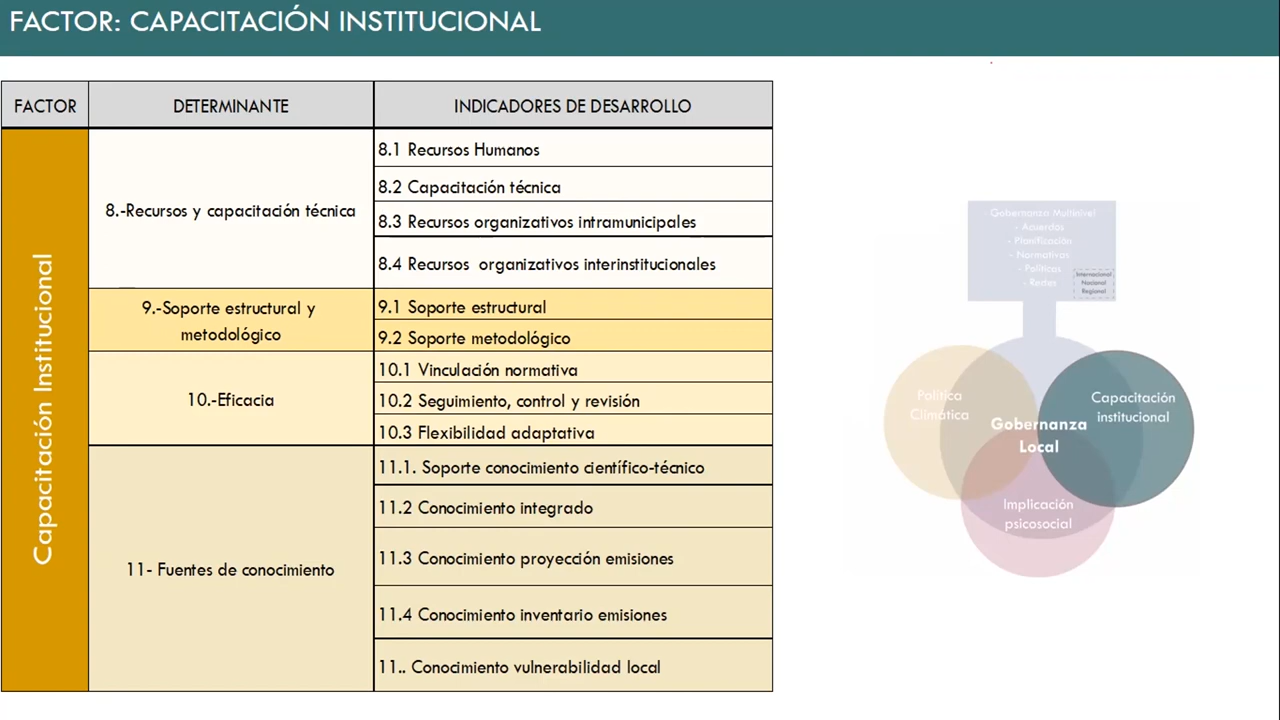 FACTOR: CAPACITACIÓN INSTITUCIONAL
FACTOR
DETERMINANTE
INDICADORES DE DESARROLLO
Capacitación Institucional
8.-Recursos y capacitación técnica
8.1 Recursos Humanos
8.2 Capacitación técnica
8.3 Recursos organizativos intramunicipales
8.4 Recursos organizativos interinstitucionales
9.-Soporte estructural y
metodológico
9.1 Soporte estructural
9.2 Soporte metodológico
10.-Eficacia
10.1 Vinculación normativa
10.2 Seguimiento, control y revisión
10.3 Flexibilidad adaptativa
11- Fuentes de conocimiento
11.1. Soporte conocimiento científico-técnico
11.2 Conocimiento integrado
11.3 Conocimiento proyección emisiones
11.4 Conocimiento inventario emisiones
11.. Conocimiento vulnerabilidad local
Gobernanza Multinivel
- Acuerdos
- Planificación
- Normativas
- Políticas
- Redes
Internacional
Nacional
Regional
Política
Climática
Capacitación
institucional
Gobernanza
Local
Implicación
psicosocial